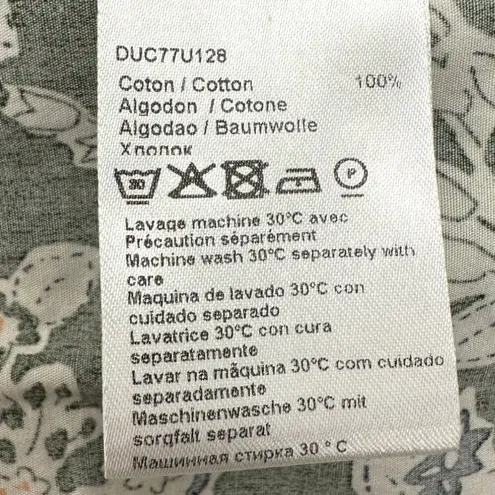 DUC77U128
Coton / Cotton 100%
Algodon / Cotone
Algodao / Baumwolle
Хлопок
30 P
Lavage machine 30°C avec
Précaution séparément
Machine wash 30°C separately with
care
Maquina de lavado 30°C con
cuidado separado
Lavatrice 30°C con cura
separatamente
Lavar na mâquina 30°C com cuidado
separadamente
Maschinenwasche 30°C mit
sorgfalt separat
Машинная стирка 30 ° C